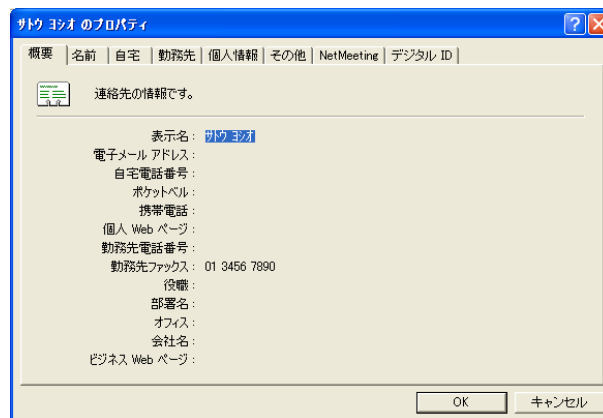 サトウ ヨシオ のプロパティ
概要 名前 自宅 勤務先 個人情報 その他 NetMeeting デジタル ID
連絡先の情報です。
表示名 : サトウ ヨシオ
電子メール アドレス :
自宅電話番号 :
ポケットベル :
携帯電話 :
個人 Web ページ :
勤務先電話番号 :
勤務先ファックス : 01 3456 7890
役職 :
部署名 :
オフィス :
会社名 :
ビジネス Web ページ :
OK キャンセル